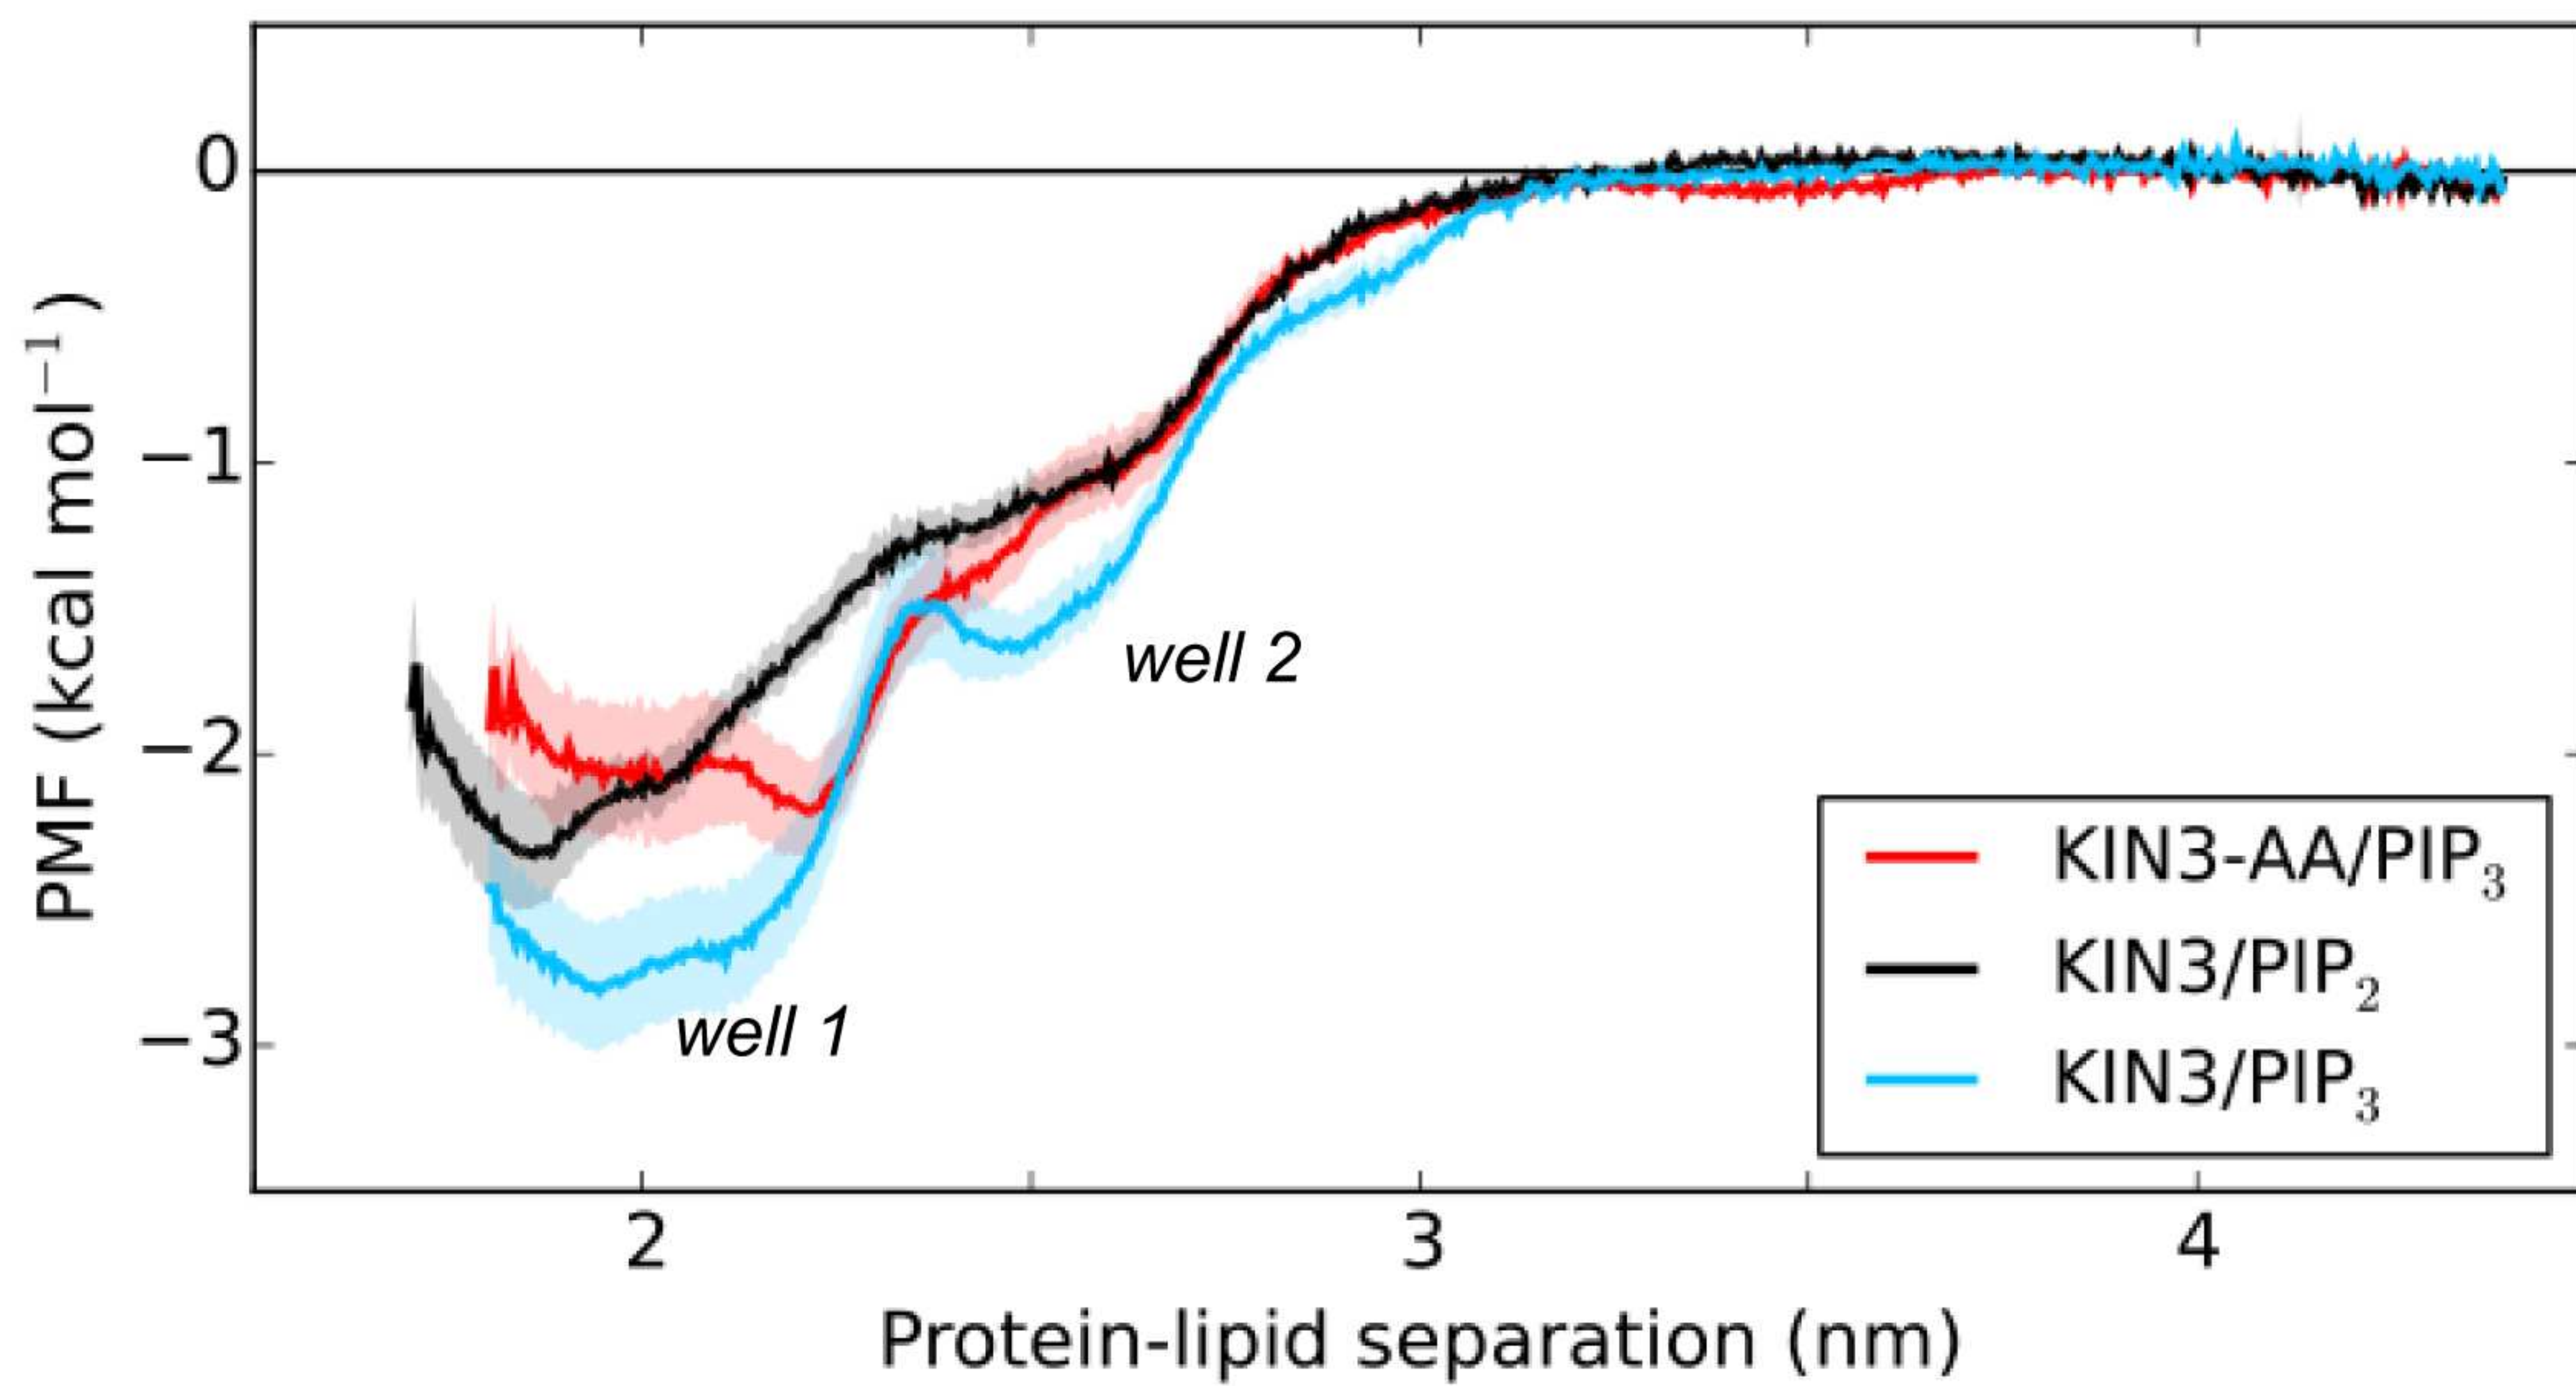 PMF (kcal mol⁻¹ )
0
−1
−2
−3
well 2
well 1
KIN3-AA/PIP₃
KIN3/PIP₂
KIN3/PIP₃
2 3 4
Protein-lipid separation (nm)